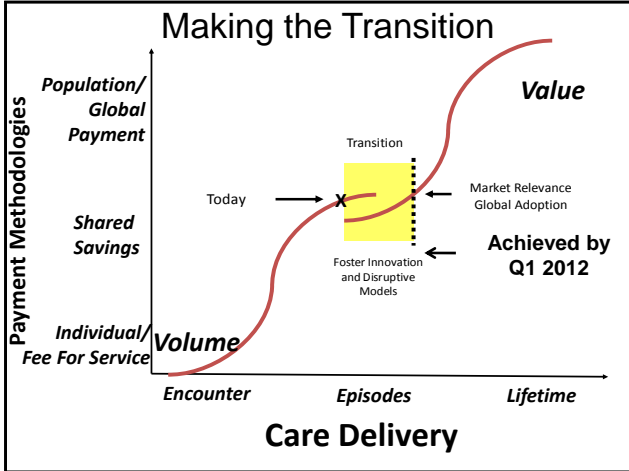 Making the Transition
Payment Methodologies
Population/
Global
Payment
Value
Transition
Today
X
Market Relevance
Global Adoption
Shared
Savings
Achieved by
Q1 2012
Foster Innovation
and Disruptive
Models
Individual/
Fee For Service
Volume
Encounter
Episodes
Lifetime
Care Delivery